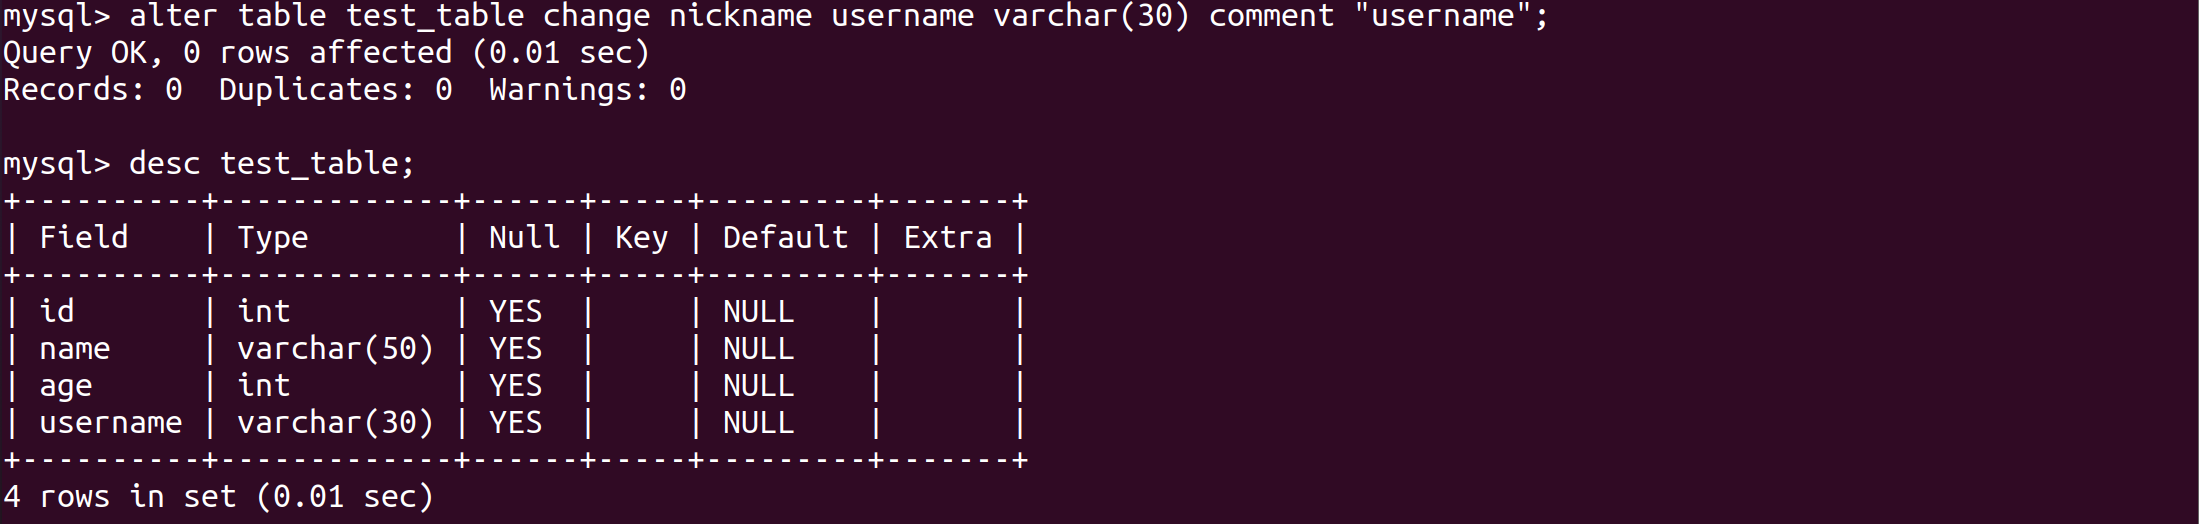 mysql> alter table test_table change nickname username varchar(30) comment "username";
Query OK, 0 rows affected (0.01 sec)
Records: 0  Duplicates: 0  Warnings: 0

mysql> desc test_table;
+----------+-------------+------+-----+---------+-------+
| Field    | Type        | Null | Key | Default | Extra |
+----------+-------------+------+-----+---------+-------+
| id       | int         | YES  |     | NULL    |       |
| name     | varchar(50) | YES  |     | NULL    |       |
| age      | int         | YES  |     | NULL    |       |
| username | varchar(30) | YES  |     | NULL    |       |
+----------+-------------+------+-----+---------+-------+
4 rows in set (0.01 sec)